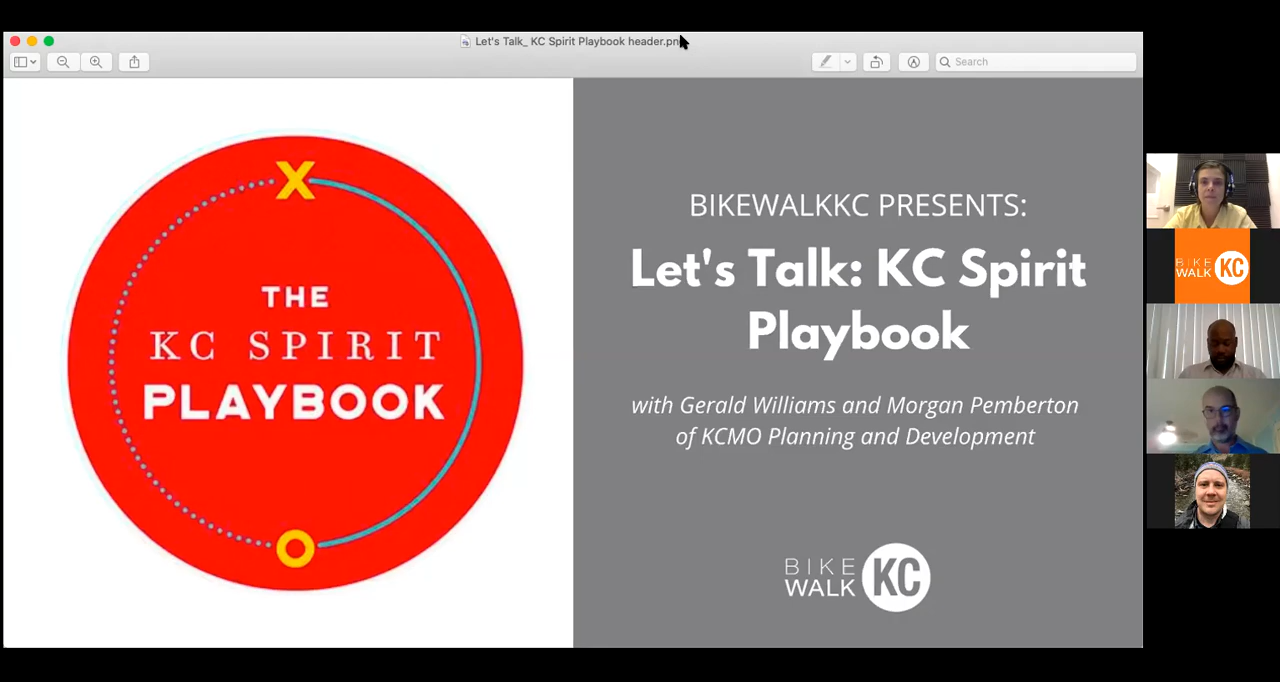 Let's Talk_ KC Spirit Playbook header.pn
Search
X
THE
KC SPIRIT
PLAYBOOK
O
BIKEWALKKC PRESENTS:
Let's Talk: KC Spirit
Playbook
with Gerald Williams and Morgan Pemberton
of KCMO Planning and Development
BIKE
WALK KC
BIKE
WALK KC